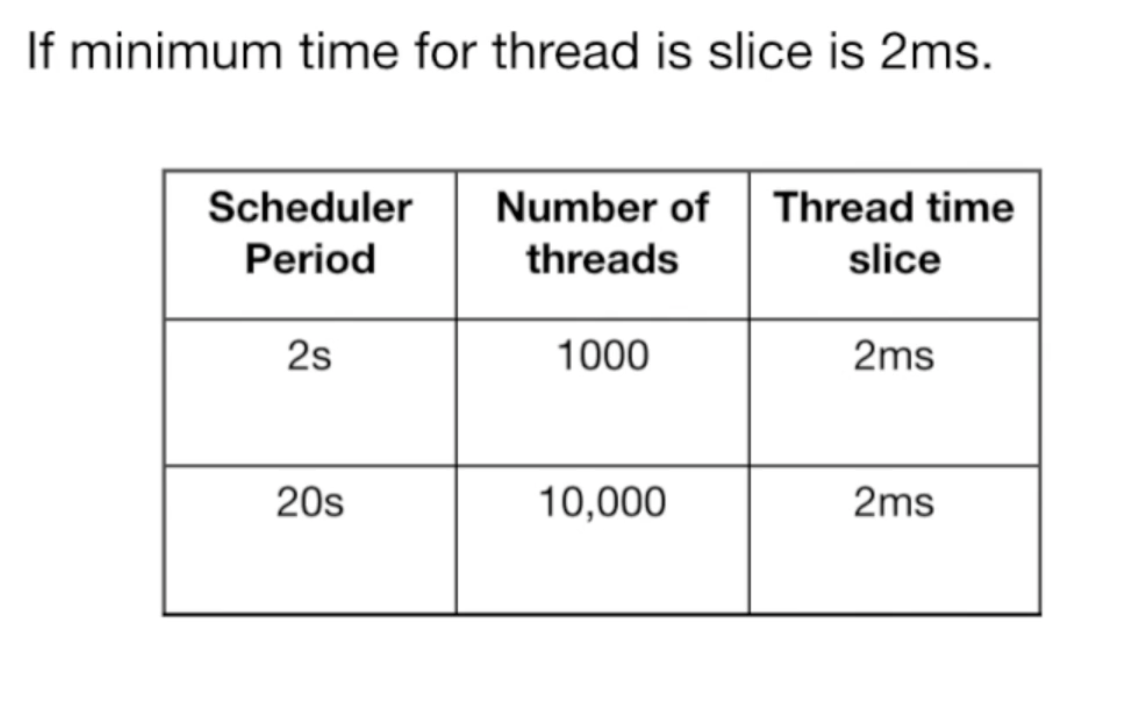 If minimum time for thread is slice is 2ms.
Scheduler Period Number of threads Thread time slice
2s 1000 2ms
20s 10,000 2ms